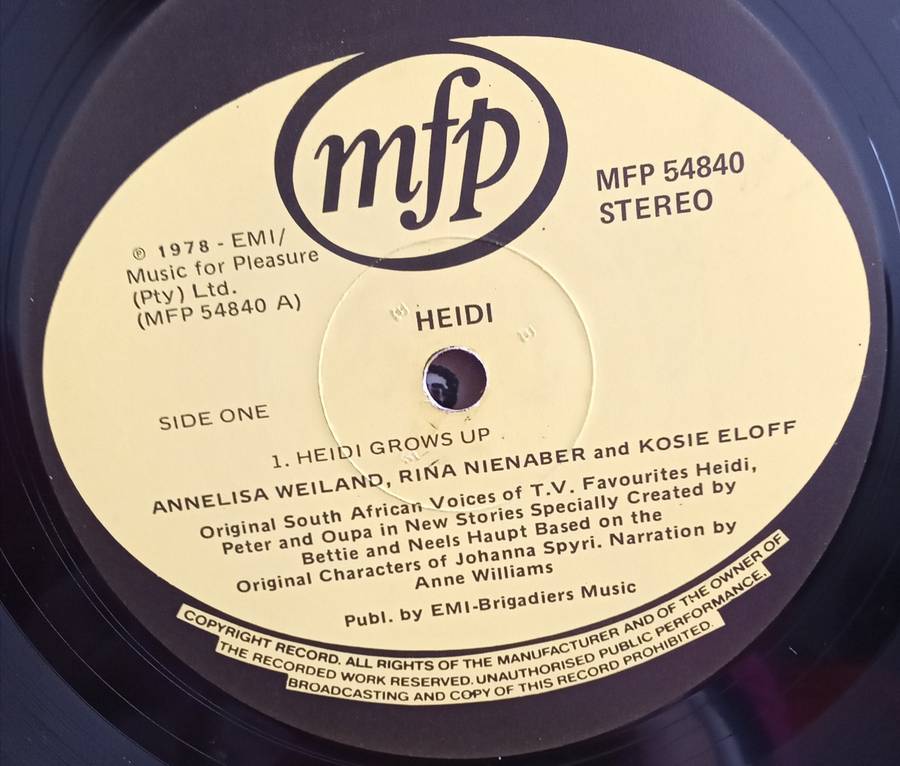 mfp
MFP 54840
STEREO
℗ 1978 - EMI/
Music for Pleasure
(Pty) Ltd.
(MFP 54840 A)
HEIDI
SIDE ONE
1. HEIDI GROWS UP
ANNELISA WEILAND, RINA NIENABER and KOSIE ELOFF
Original South African Voices of T.V. Favourites Heidi,
Peter and Oupa in New Stories Specially Created by
Bettie and Neels Haupt Based on the
Original Characters of Johanna Spyri. Narration by
Anne Williams
Publ. by EMI-Brigadiers Music
COPYRIGHT RECORD. ALL RIGHTS OF THE MANUFACTURER AND OF THE OWNER OF
THE RECORDED WORK RESERVED. UNAUTHORISED PUBLIC PERFORMANCE,
BROADCASTING AND COPY OF THIS RECORD PROHIBITED.